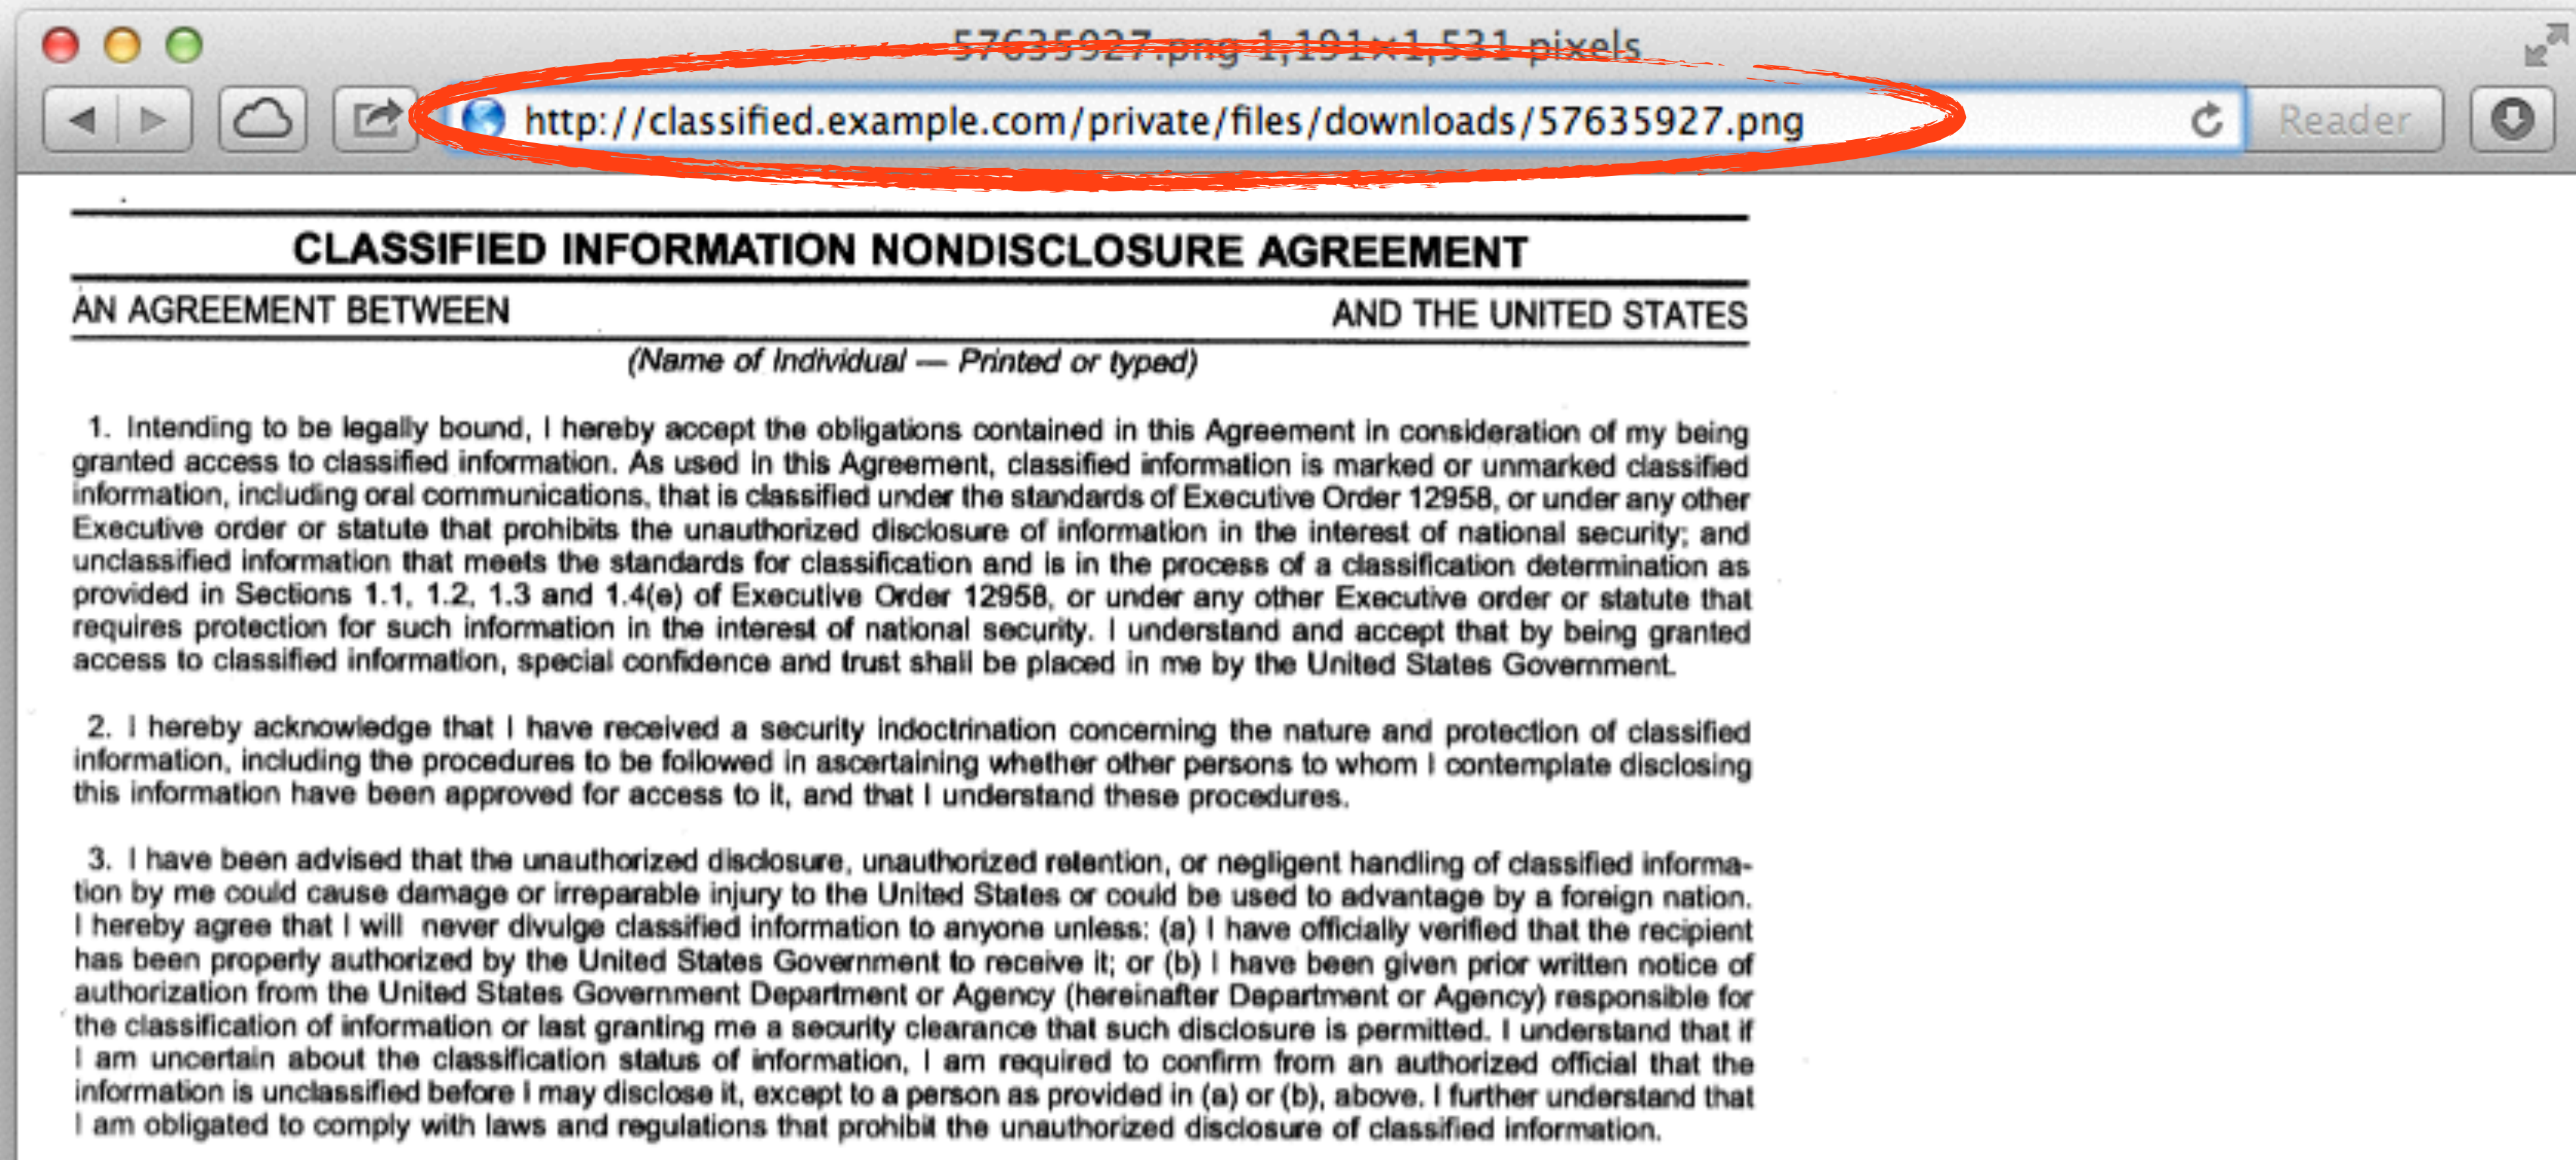 57635927.png 1,191×1,531 pixels
http://classified.example.com/private/files/downloads/57635927.png
Reader
CLASSIFIED INFORMATION NONDISCLOSURE AGREEMENT
AN AGREEMENT BETWEEN AND THE UNITED STATES
(Name of Individual — Printed or typed)
1. Intending to be legally bound, I hereby accept the obligations contained in this Agreement in consideration of my being
granted access to classified information. As used in this Agreement, classified information is marked or unmarked classified
information, including oral communications, that is classified under the standards of Executive Order 12958, or under any other
Executive order or statute that prohibits the unauthorized disclosure of information in the interest of national security; and
unclassified information that meets the standards for classification and is in the process of a classification determination as
provided in Sections 1.1, 1.2, 1.3 and 1.4(e) of Executive Order 12958, or under any other Executive order or statute that
requires protection for such information in the interest of national security. I understand and accept that by being granted
access to classified information, special confidence and trust shall be placed in me by the United States Government.
2. I hereby acknowledge that I have received a security indoctrination concerning the nature and protection of classified
information, including the procedures to be followed in ascertaining whether other persons to whom I contemplate disclosing
this information have been approved for access to it, and that I understand these procedures.
3. I have been advised that the unauthorized disclosure, unauthorized retention, or negligent handling of classified informa-
tion by me could cause damage or irreparable injury to the United States or could be used to advantage by a foreign nation.
I hereby agree that I will never divulge classified information to anyone unless: (a) I have officially verified that the recipient
has been properly authorized by the United States Government to receive it; or (b) I have been given prior written notice of
authorization from the United States Government Department or Agency (hereinafter Department or Agency) responsible for
the classification of information or last granting me a security clearance that such disclosure is permitted. I understand that if
I am uncertain about the classification status of information, I am required to confirm from an authorized official that the
information is unclassified before I may disclose it, except to a person as provided in (a) or (b), above. I further understand that
I am obligated to comply with laws and regulations that prohibit the unauthorized disclosure of classified information.